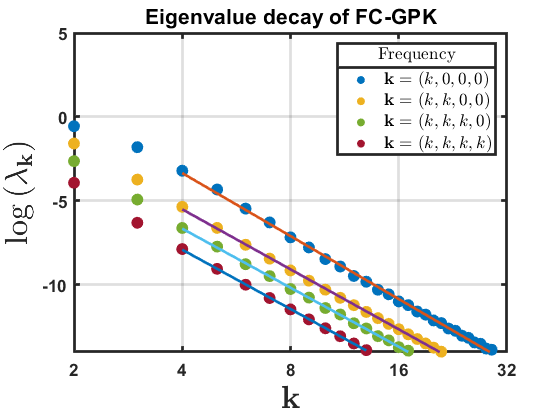 Eigenvalue decay of FC-GPK
5
0
-5
-10
log (λ_k)
2
4
8
16
32
k
Frequency
k = (k, 0, 0, 0)
k = (k, k, 0, 0)
k = (k, k, k, 0)
k = (k, k, k, k)